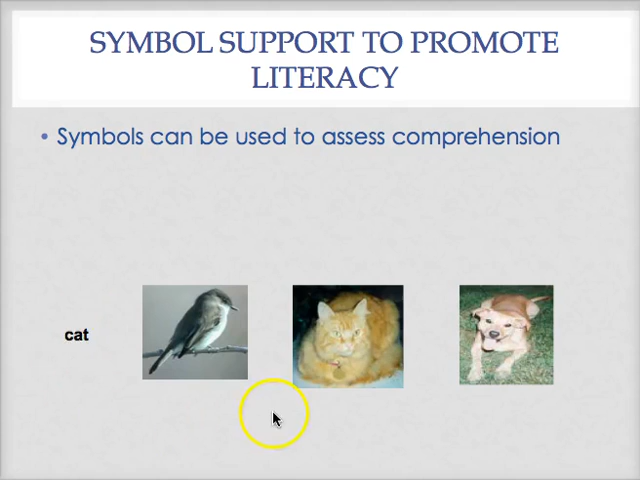 SYMBOL SUPPORT TO PROMOTE
LITERACY
• Symbols can be used to assess comprehension
cat